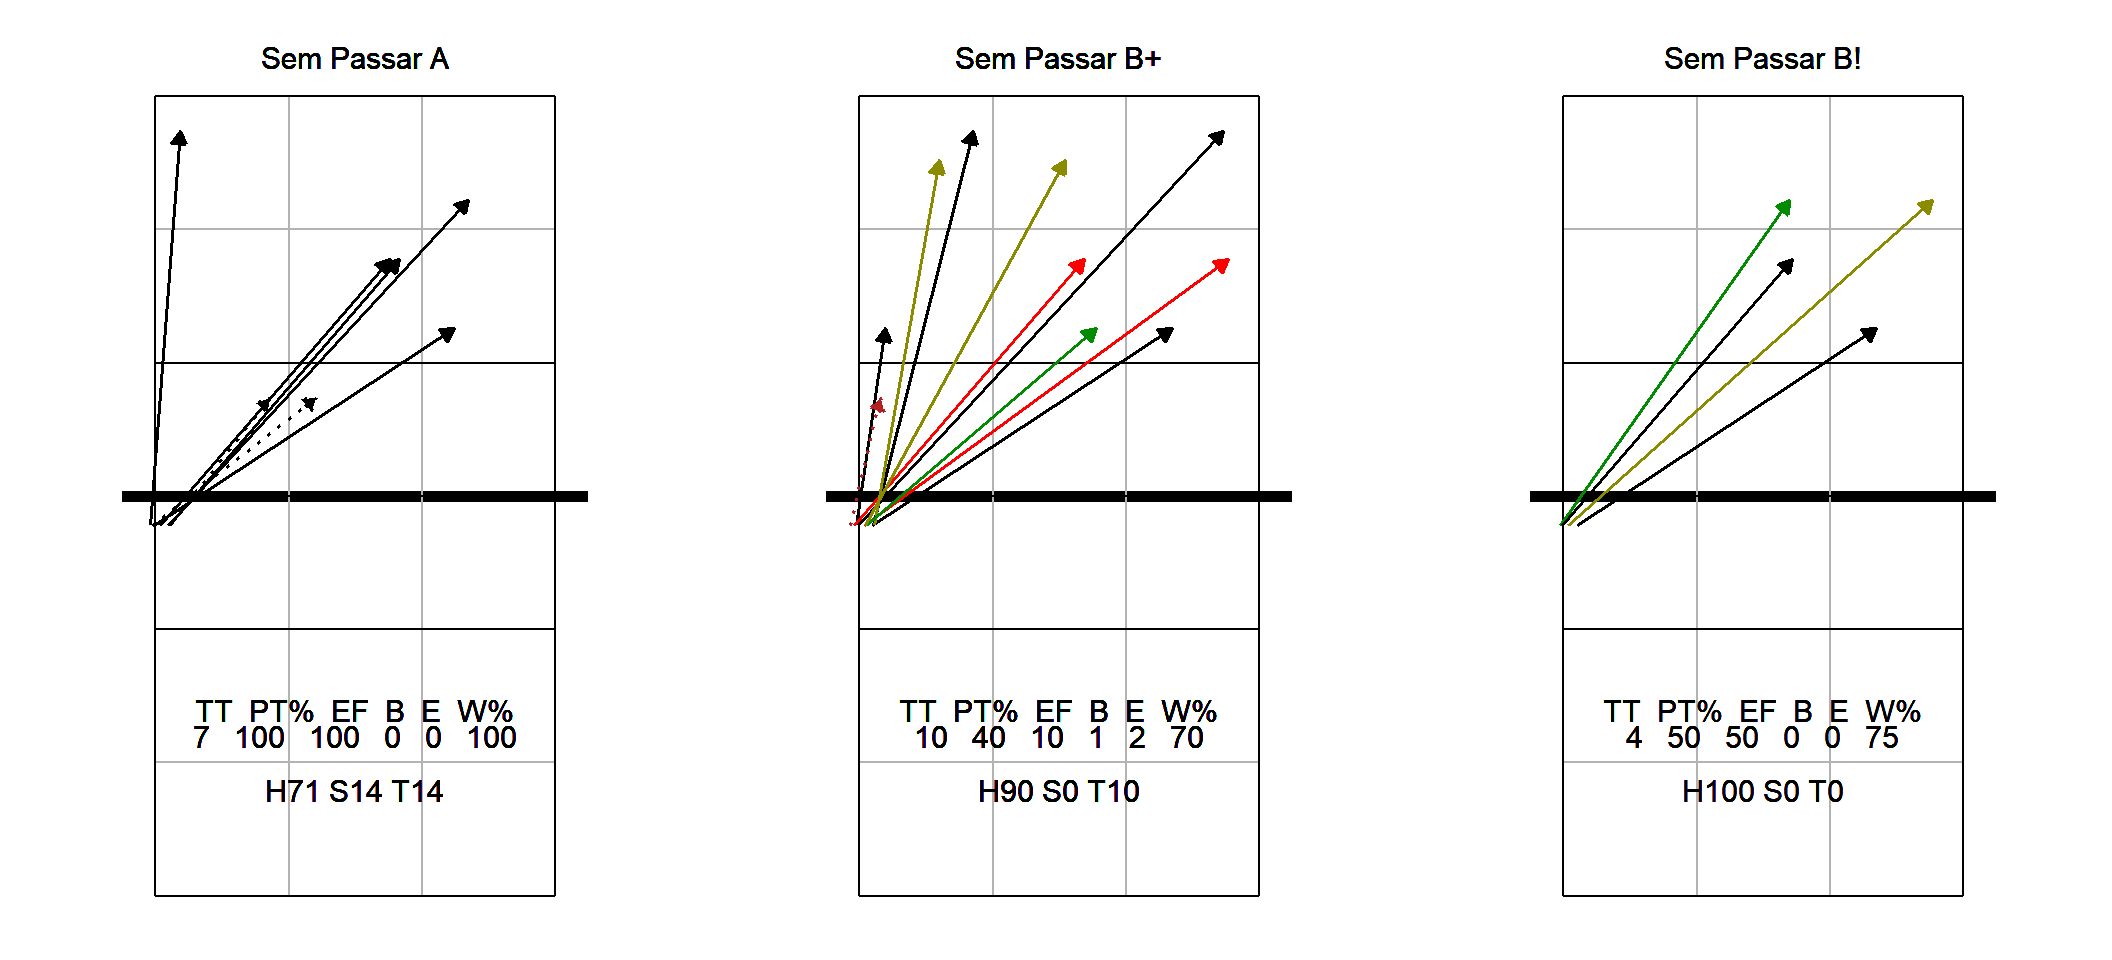 Sem Passar A
TT PT% EF B E W%
7 100 100 0 0 100
H71 S14 T14
Sem Passar B+
TT PT% EF B E W%
10 40 10 1 2 70
H90 S0 T10
Sem Passar B!
TT PT% EF B E W%
4 50 50 0 0 75
H100 S0 T0